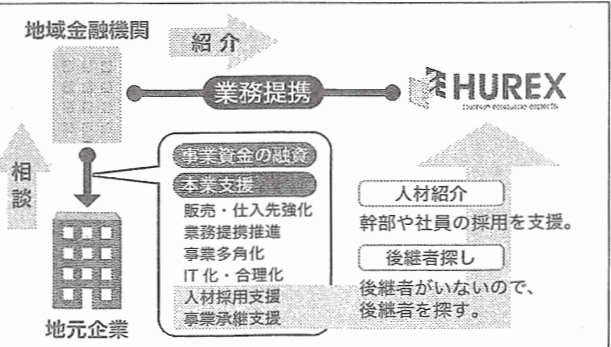 地域金融機関
紹介
業務提携
HUREX
相談
事業資金の融資
本業支援
販売・仕入先強化
業務提携推進
事業多角化
IT化・合理化
人材採用支援
事業承継支援
地元企業
人材紹介
幹部や社員の採用を支援。
後継者探し
後継者がいないので、
後継者を探す。